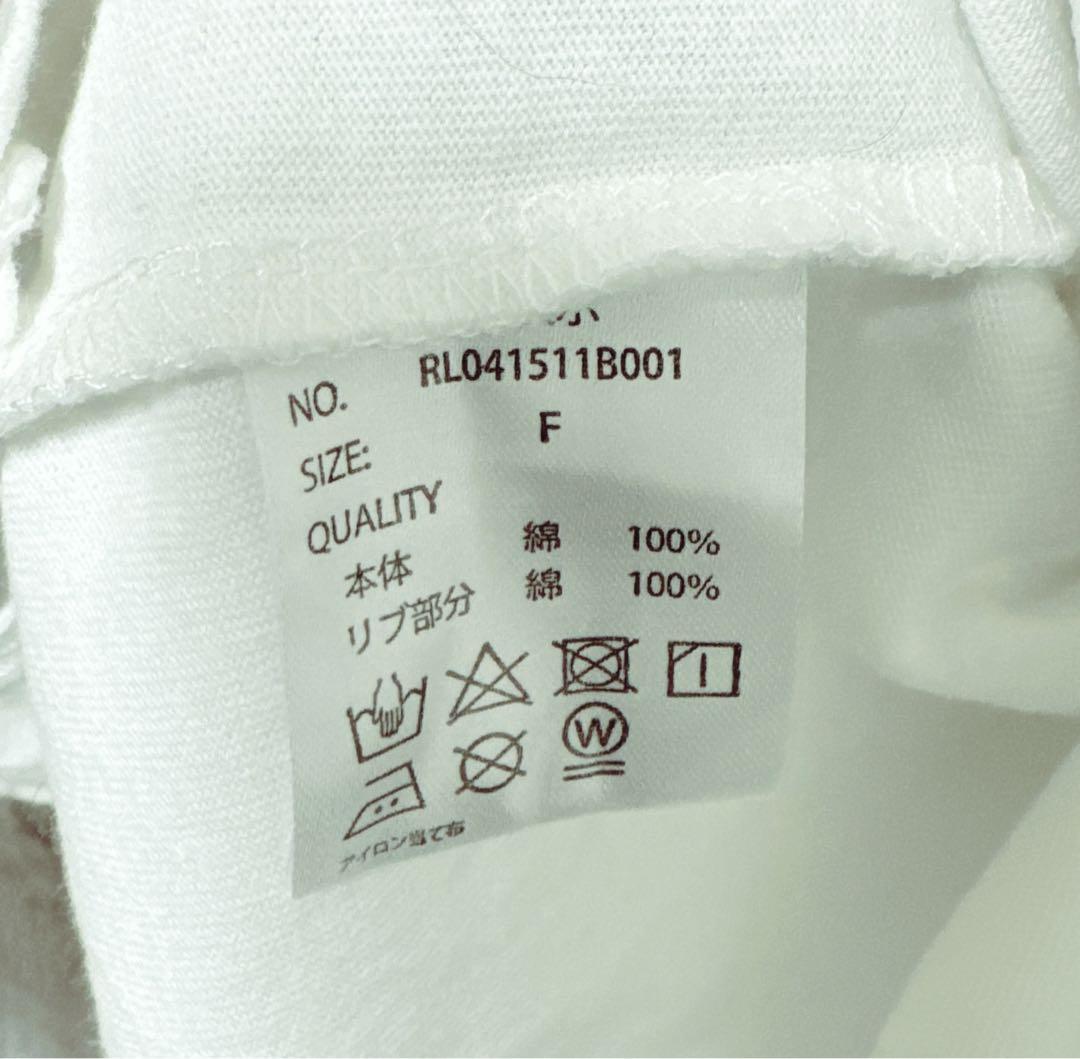 NO. RL041511B001
SIZE: F
QUALITY
本体 綿 100%
リブ部分 綿 100%
W
アイロン当て布